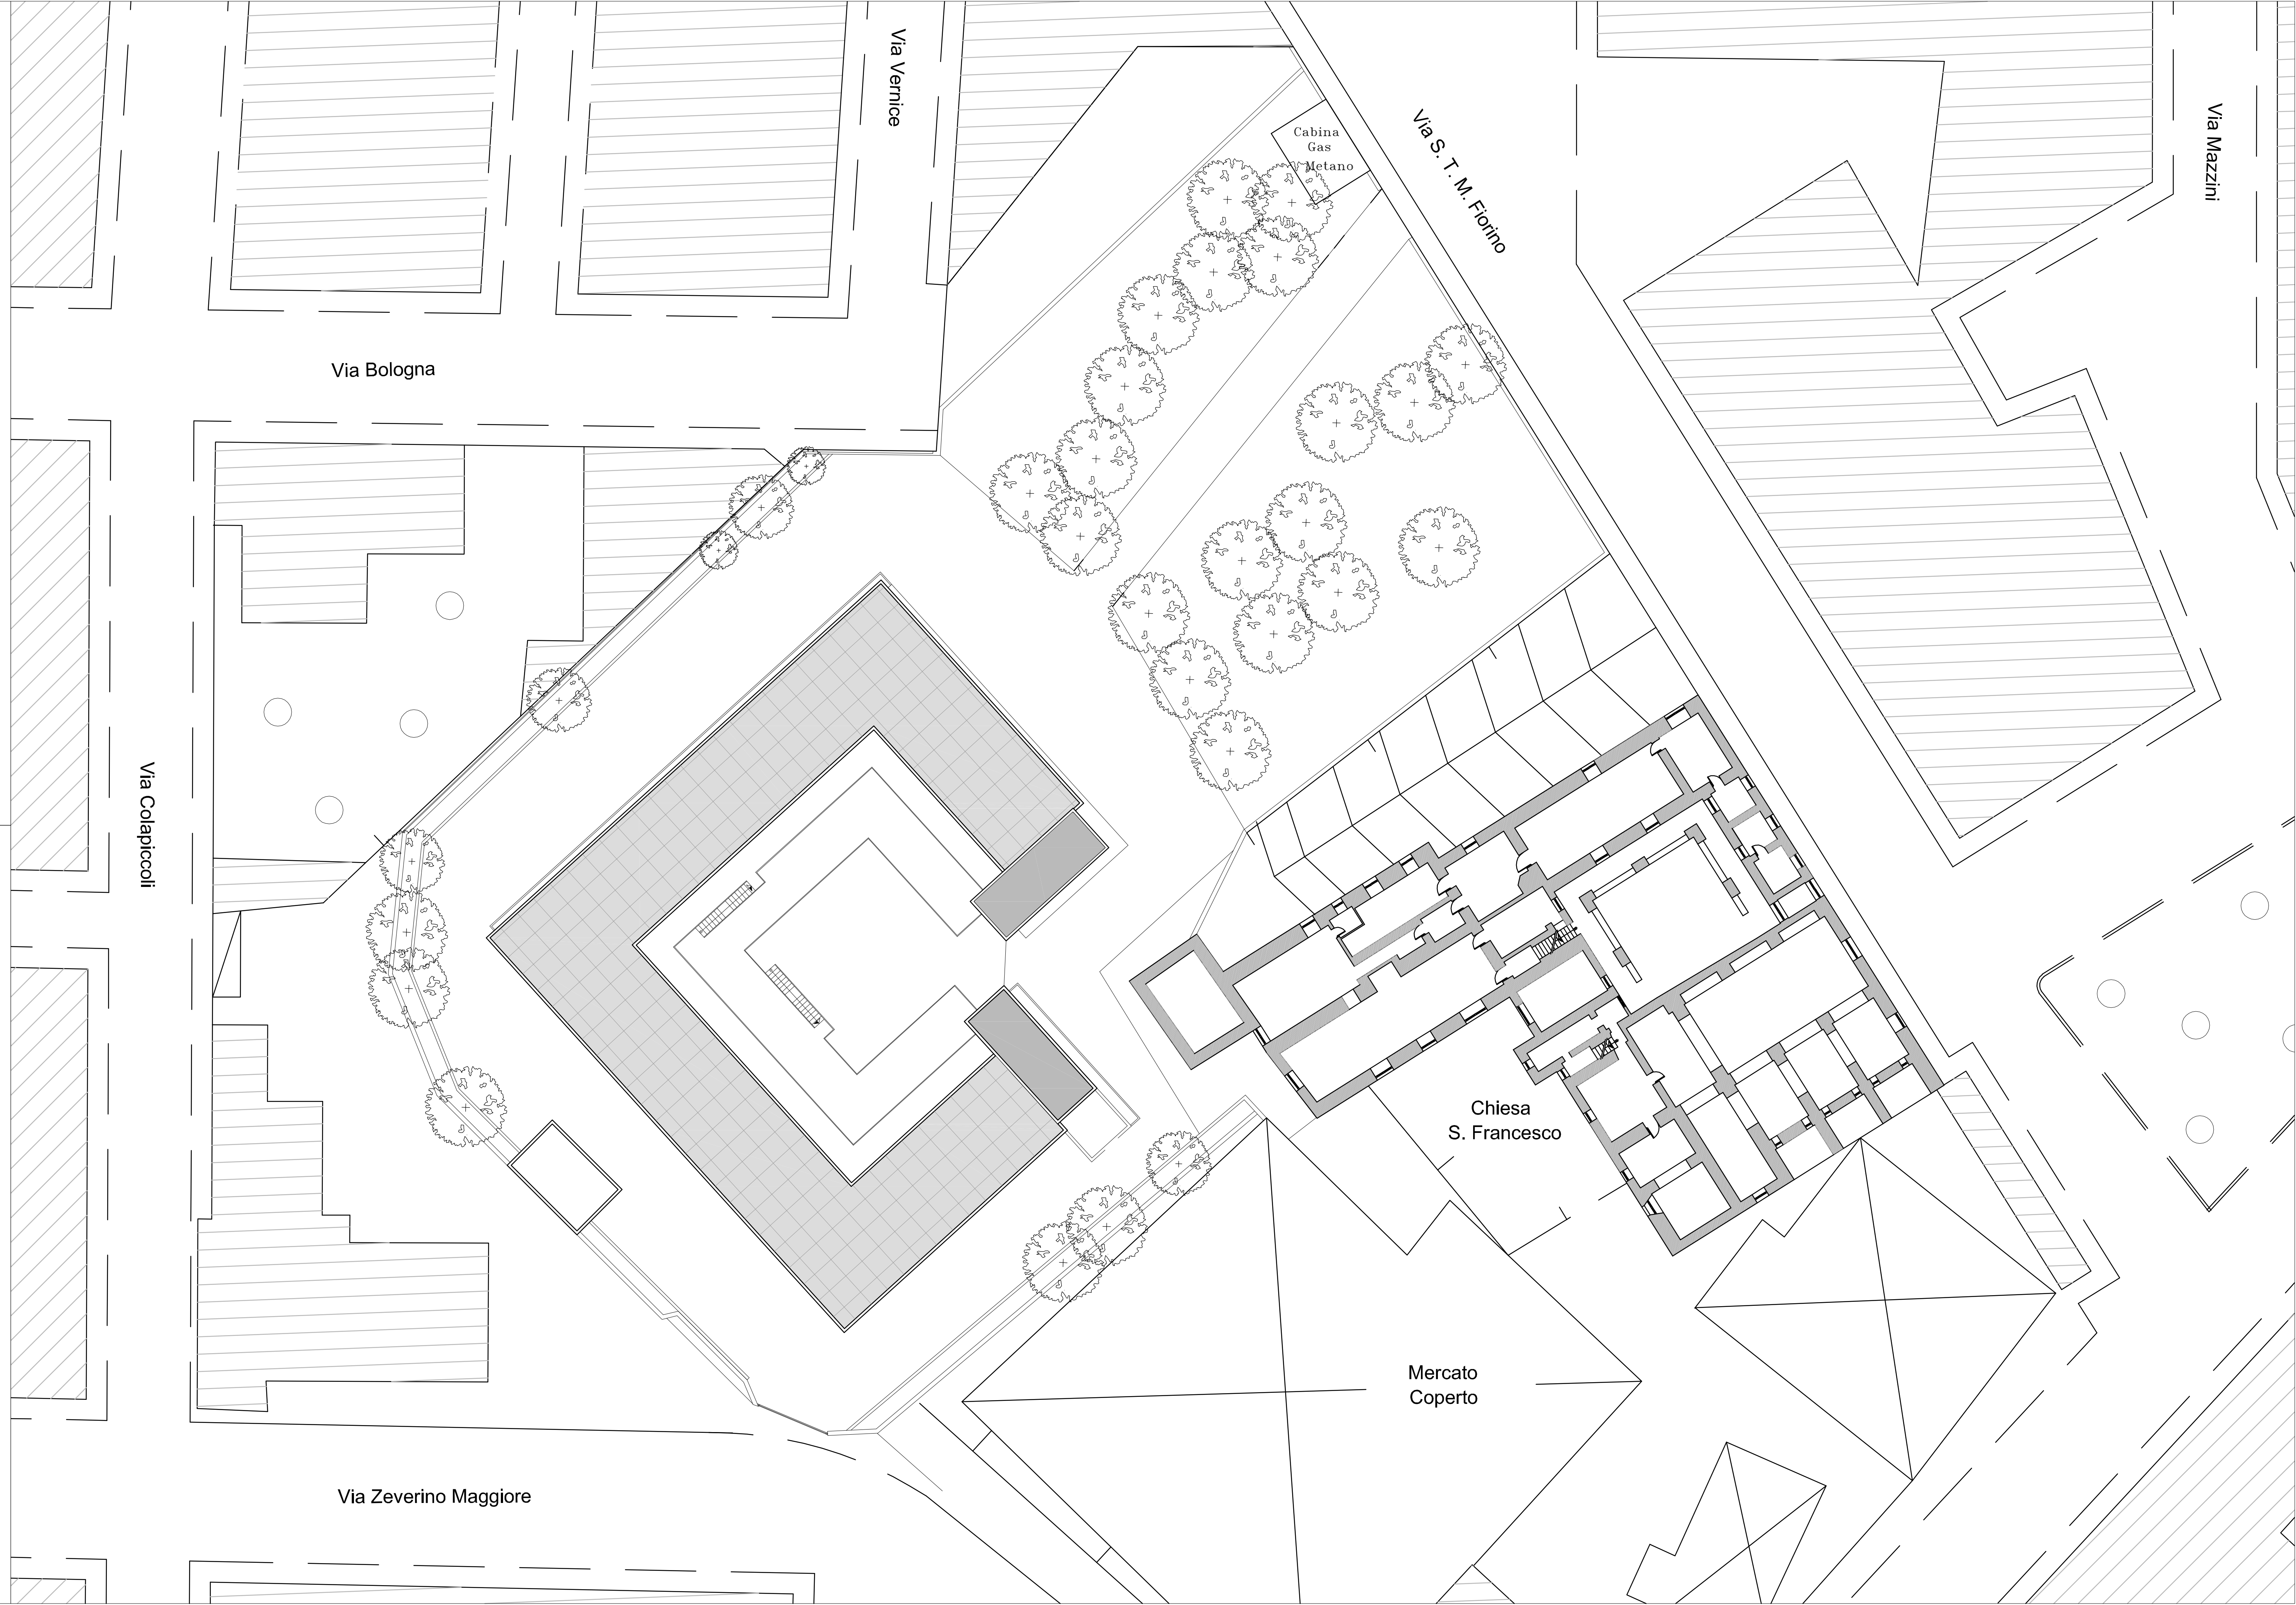 Via Vernice
Via S. T. M. Fiorino
Via Mazzini
Cabina
Gas
Metano
Via Bologna
Via Colapiccoli
Chiesa
S. Francesco
Mercato
Coperto
Via Zeverino Maggiore